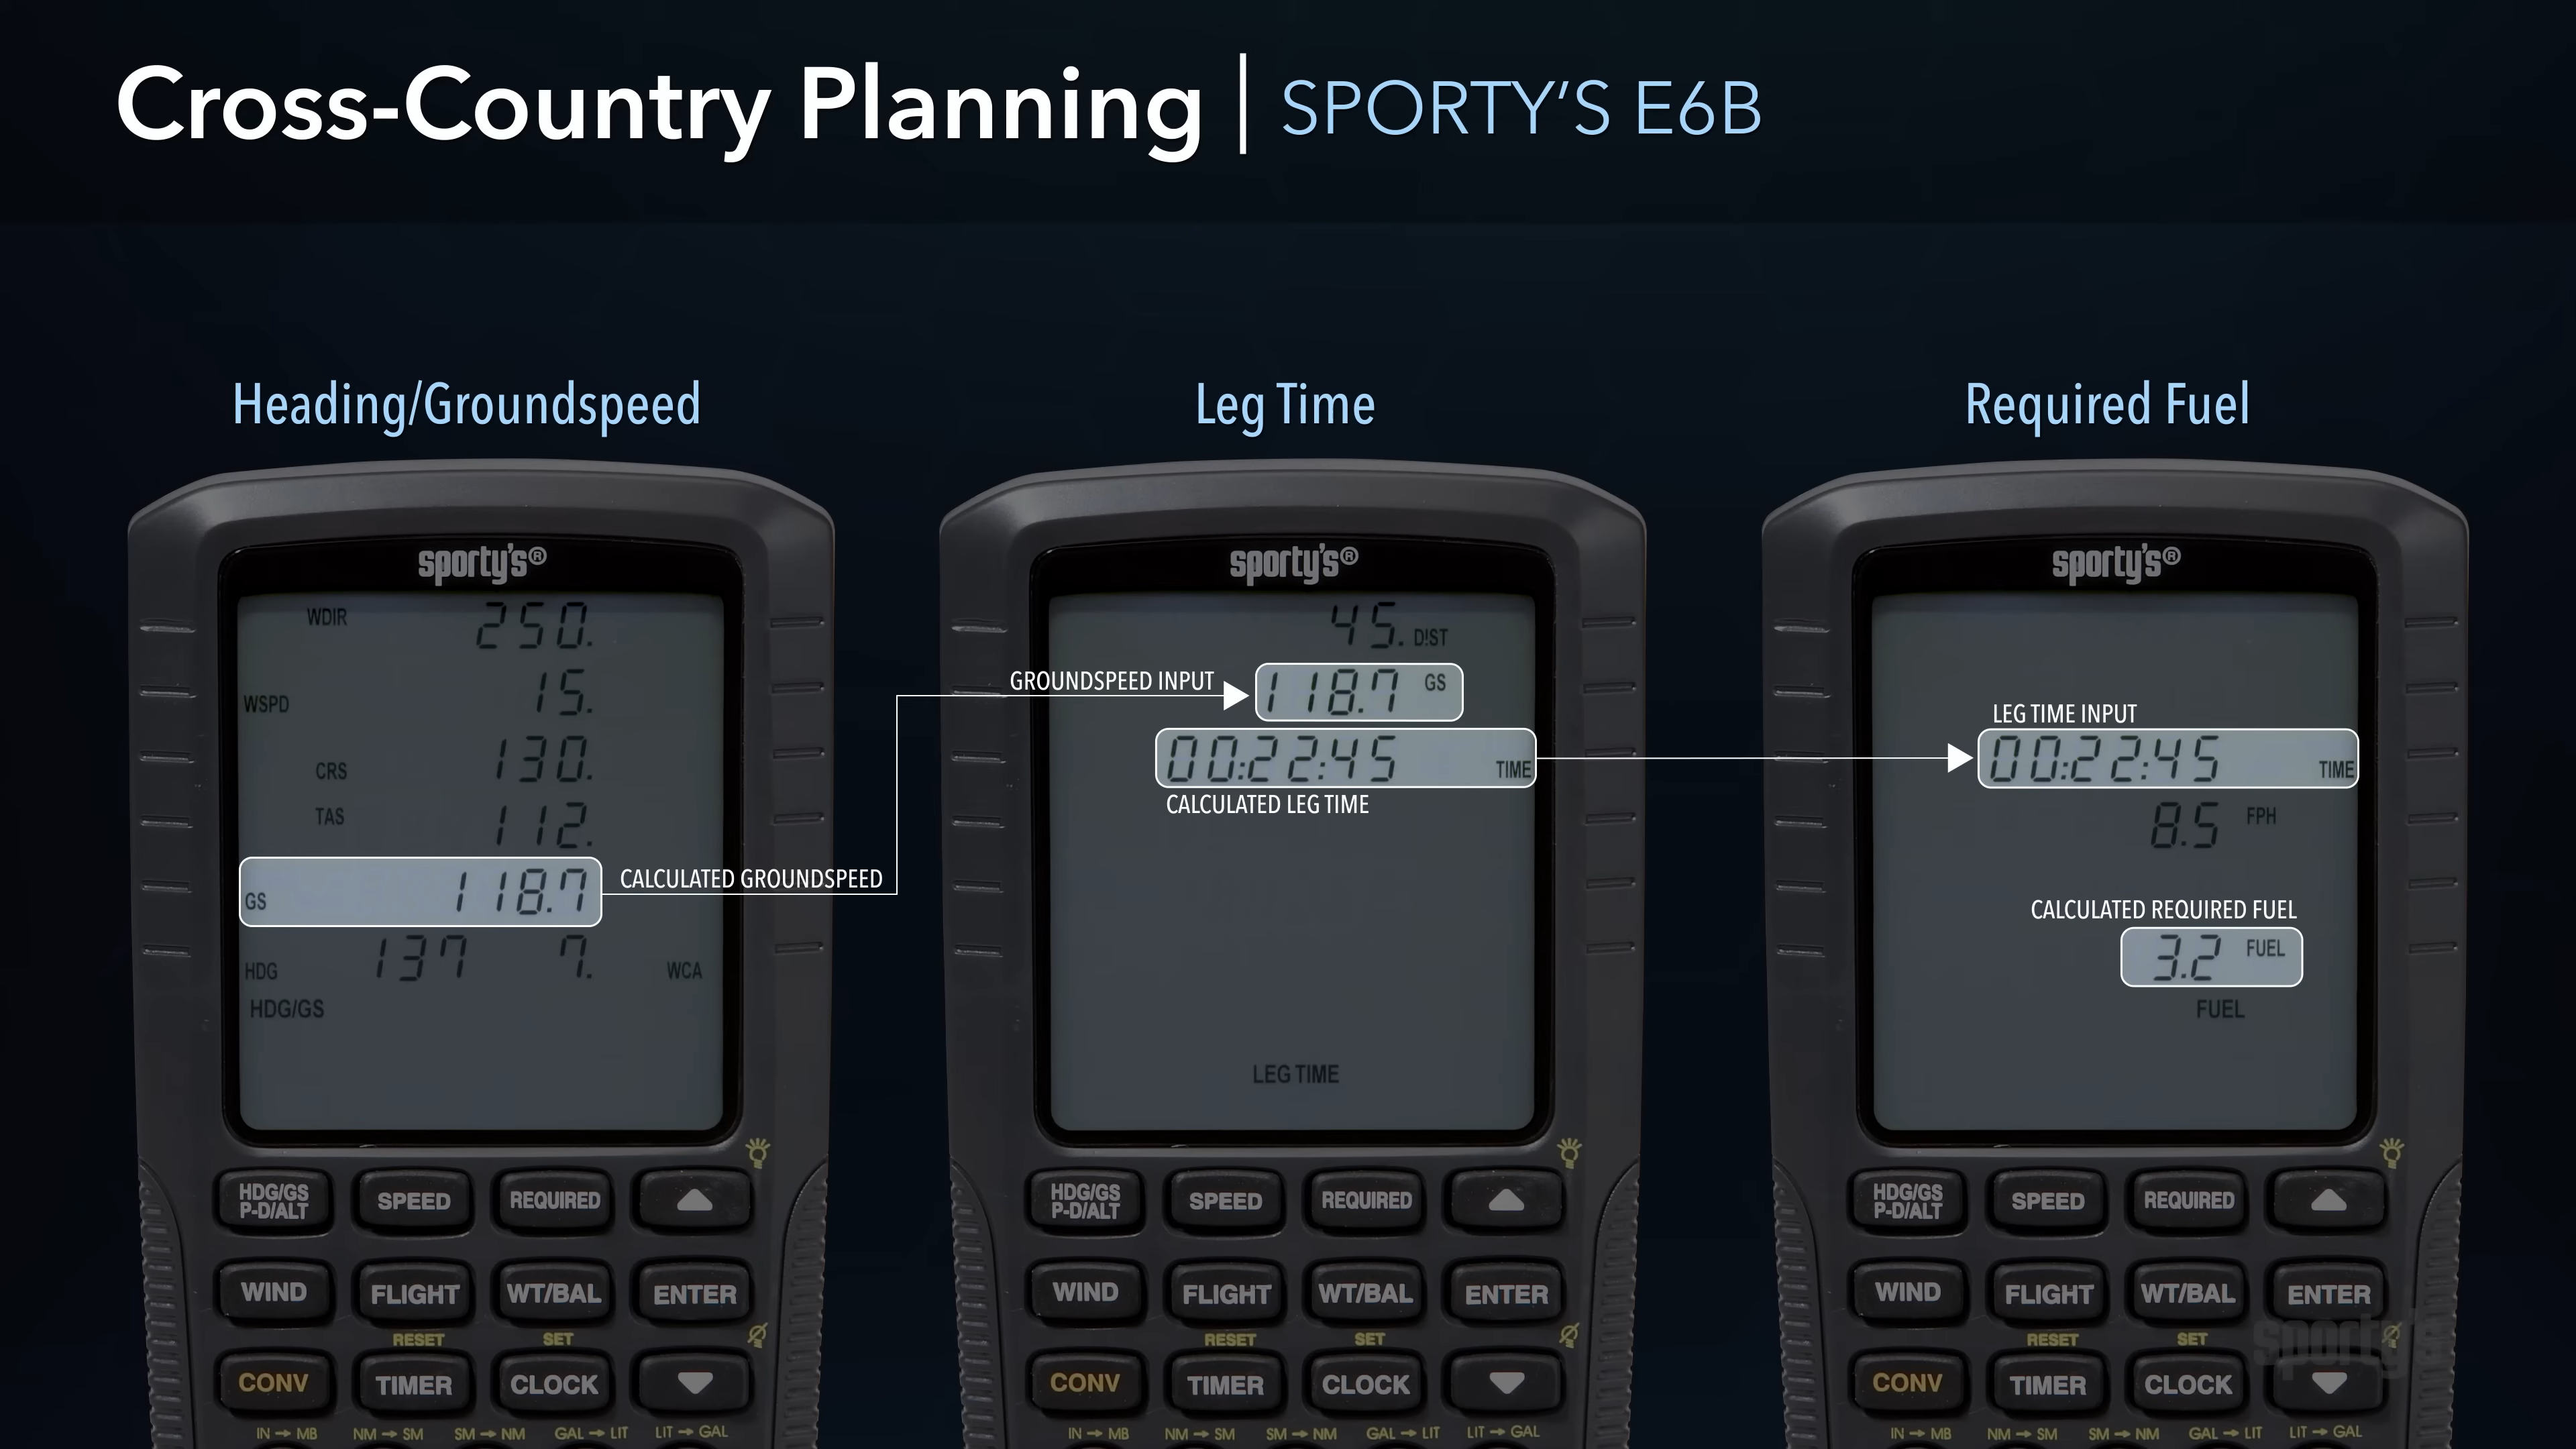 Cross-Country Planning | SPORTY'S E6B
Heading/Groundspeed
sporty's®
WDIR 250.
WSPD 15.
CRS 130.
TAS 112.
GS 118.7
CALCULATED GROUNDSPEED
HDG 137 7. WCA
HDG/GS
HDG/GS P-D/ALT
SPEED
REQUIRED
WIND
FLIGHT
WT/BAL
ENTER
RESET
SET
CONV
TIMER
CLOCK
IN→MB NM→SM SM→NM GAL→LIT LIT→GAL
Leg Time
sporty's®
45. DIST
GROUNDSPEED INPUT
118.7 GS
00:22:45 TIME
CALCULATED LEG TIME
LEG TIME
HDG/GS P-D/ALT
SPEED
REQUIRED
WIND
FLIGHT
WT/BAL
ENTER
RESET
SET
CONV
TIMER
CLOCK
IN→MB NM→SM SM→NM GAL→LIT LIT→GAL
Required Fuel
sporty's®
LEG TIME INPUT
00:22:45 TIME
8.5 FPH
CALCULATED REQUIRED FUEL
3.2 FUEL
FUEL
HDG/GS P-D/ALT
SPEED
REQUIRED
WIND
FLIGHT
WT/BAL
ENTER
RESET
SET
sporty's
CONV
TIMER
CLOCK
IN→MB NM→SM SM→NM GAL→LIT LIT→GAL